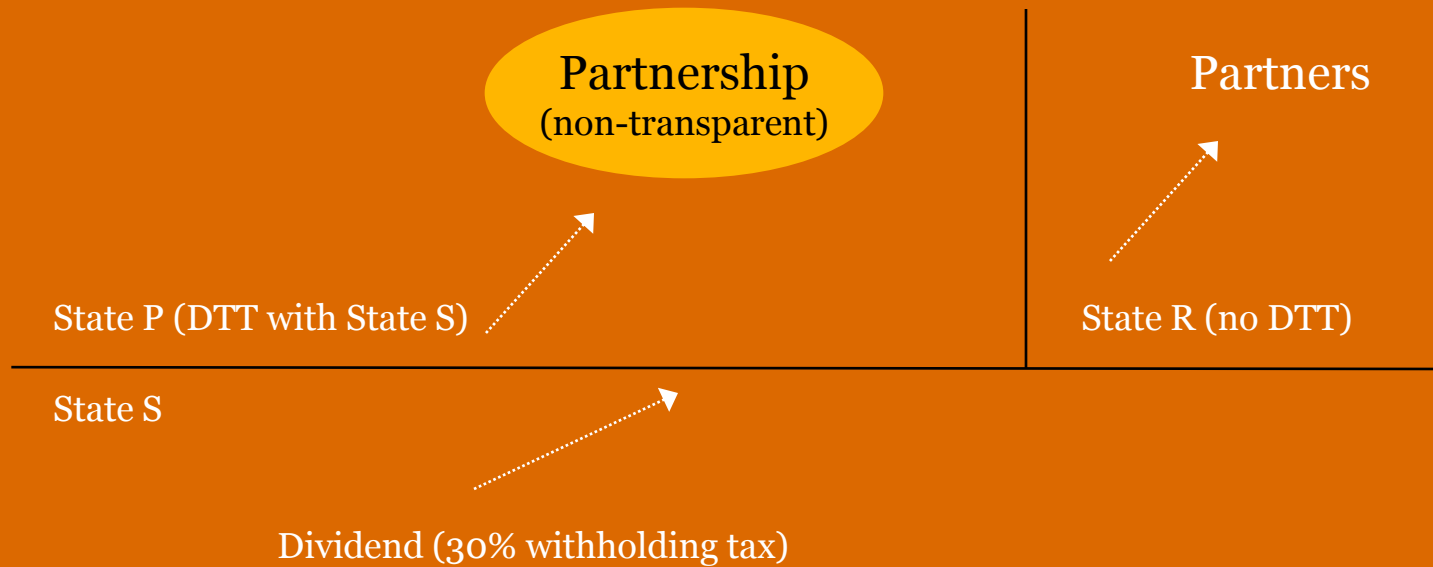 Partnership
(non-transparent)
Partners
State P (DTT with State S)
State R (no DTT)
State S
Dividend (30% withholding tax)